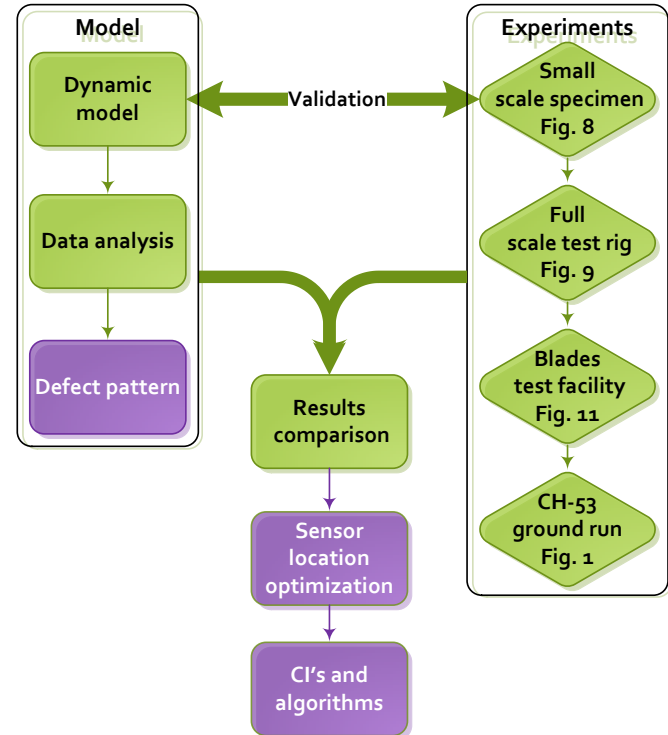 Model
Dynamic
model
Data analysis
Defect pattern
Validation
Experiments
Small
scale specimen
Fig. 8
Full
scale test rig
Fig. 9
Blades
test facility
Fig. 11
CH-53
ground run
Fig. 1
Results
comparison
Sensor
location
optimization
CI's and
algorithms